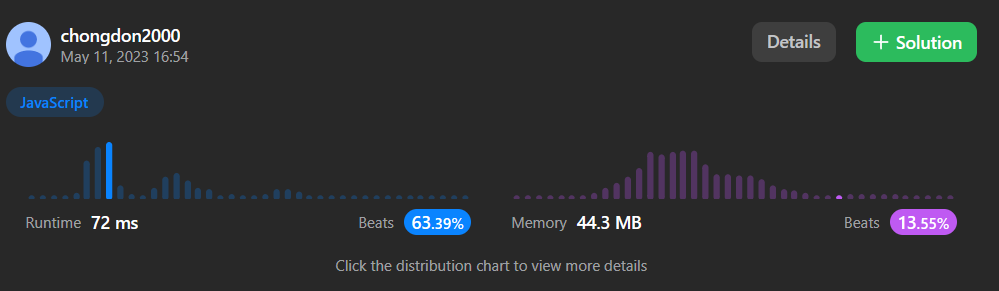 chongdon2000
May 11, 2023 16:54
Details
+ Solution
JavaScript
Runtime 72 ms Beats 63.39%
Memory 44.3 MB Beats 13.55%
Click the distribution chart to view more details